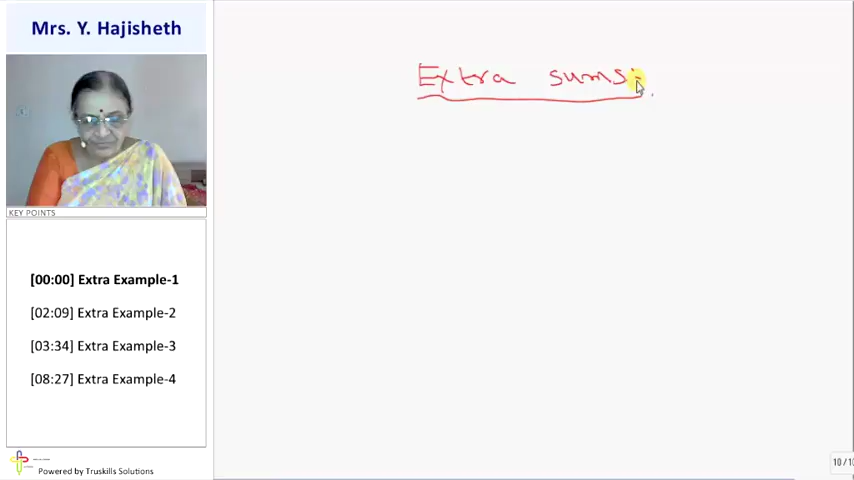 Mrs. Y. Hajisheth
Extra sums:
KEY POINTS
[00:00] Extra Example-1
[02:09] Extra Example-2
[03:34] Extra Example-3
[08:27] Extra Example-4
Powered by Truskills Solutions